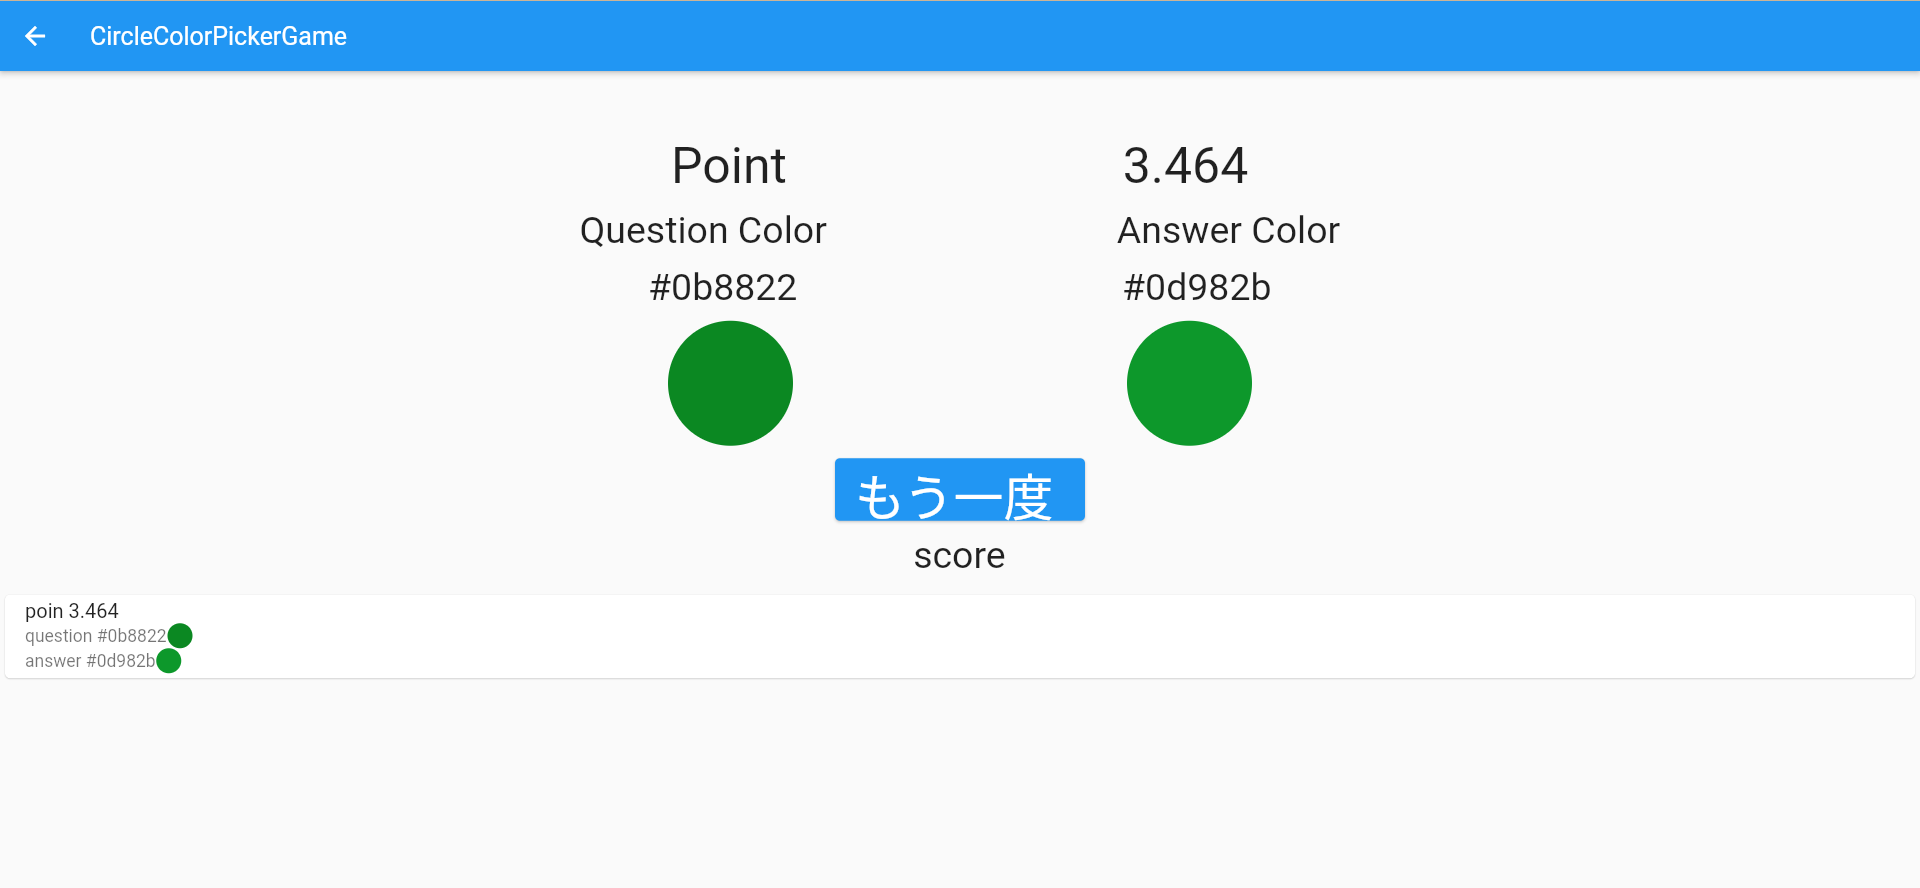 CircleColorPickerGame
Point 3.464
Question Color Answer Color
#0b8822 #0d982b
もう一度
score
poin 3.464
question #0b8822
answer #0d982b